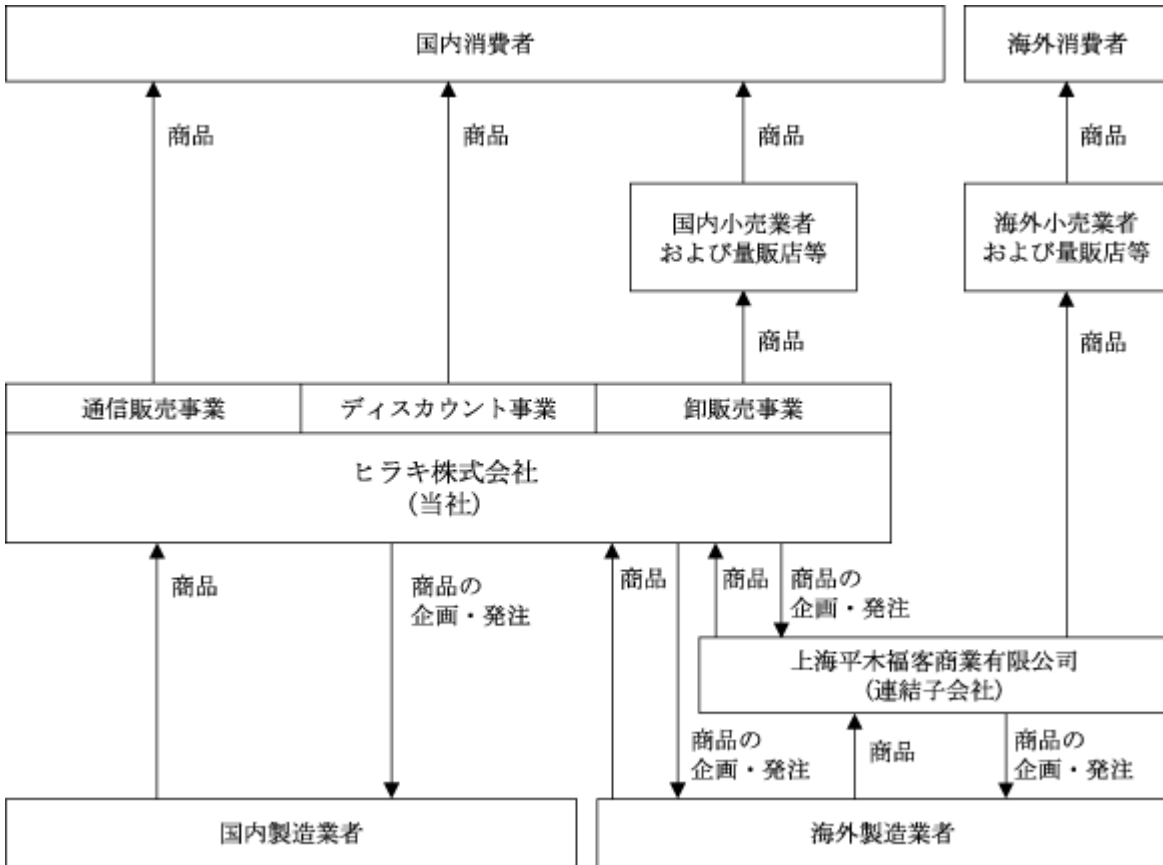 国内消費者
海外消費者
商品
商品
商品
商品
国内小売業者
および量販店等
海外小売業者
および量販店等
商品
商品
通信販売事業
ディスカウント事業
卸販売事業
ヒラキ株式会社
(当社)
商品
商品の
企画・発注
商品
商品
商品の
企画・発注
上海平木福客商業有限公司
(連結子会社)
商品の
企画・発注
商品
商品の
企画・発注
国内製造業者
海外製造業者